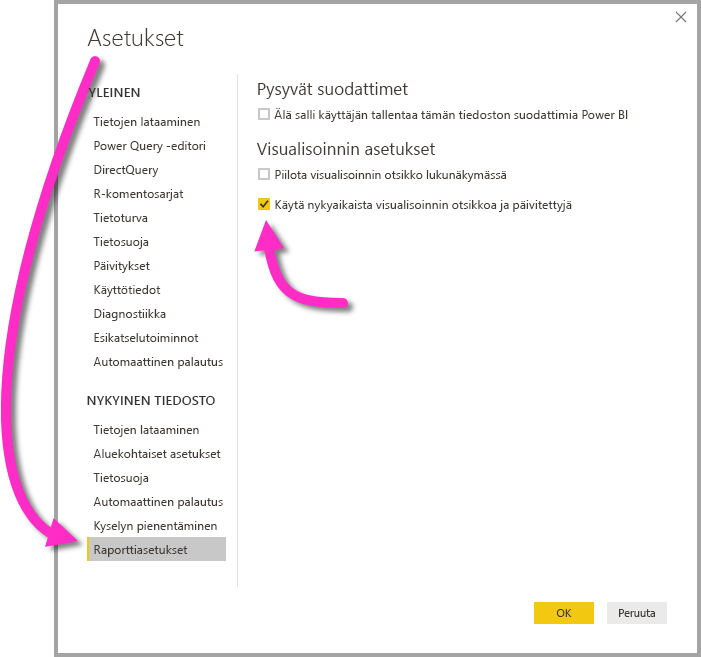 Asetukset
YLEINEN
Tietojen lataaminen
Power Query -editori
DirectQuery
R-komentosarjat
Tietoturva
Tietosuoja
Päivitykset
Käyttötiedot
Diagnostiikka
Esikatselutoiminnot
Automaattinen palautus
NYKYINEN TIEDOSTO
Tietojen lataaminen
Aluekohtaiset asetukset
Tietosuoja
Automaattinen palautus
Kyselyn pienentäminen
Raporttiasetukset
Pysyvät suodattimet
Älä salli käyttäjän tallentaa tämän tiedoston suodattimia Power BI
Visualisoinnin asetukset
Piilota visualisoinnin otsikko lukunäkymässä
Käytä nykyaikaista visualisoinnin otsikkoa ja päivitettyjä
OK
Peruuta